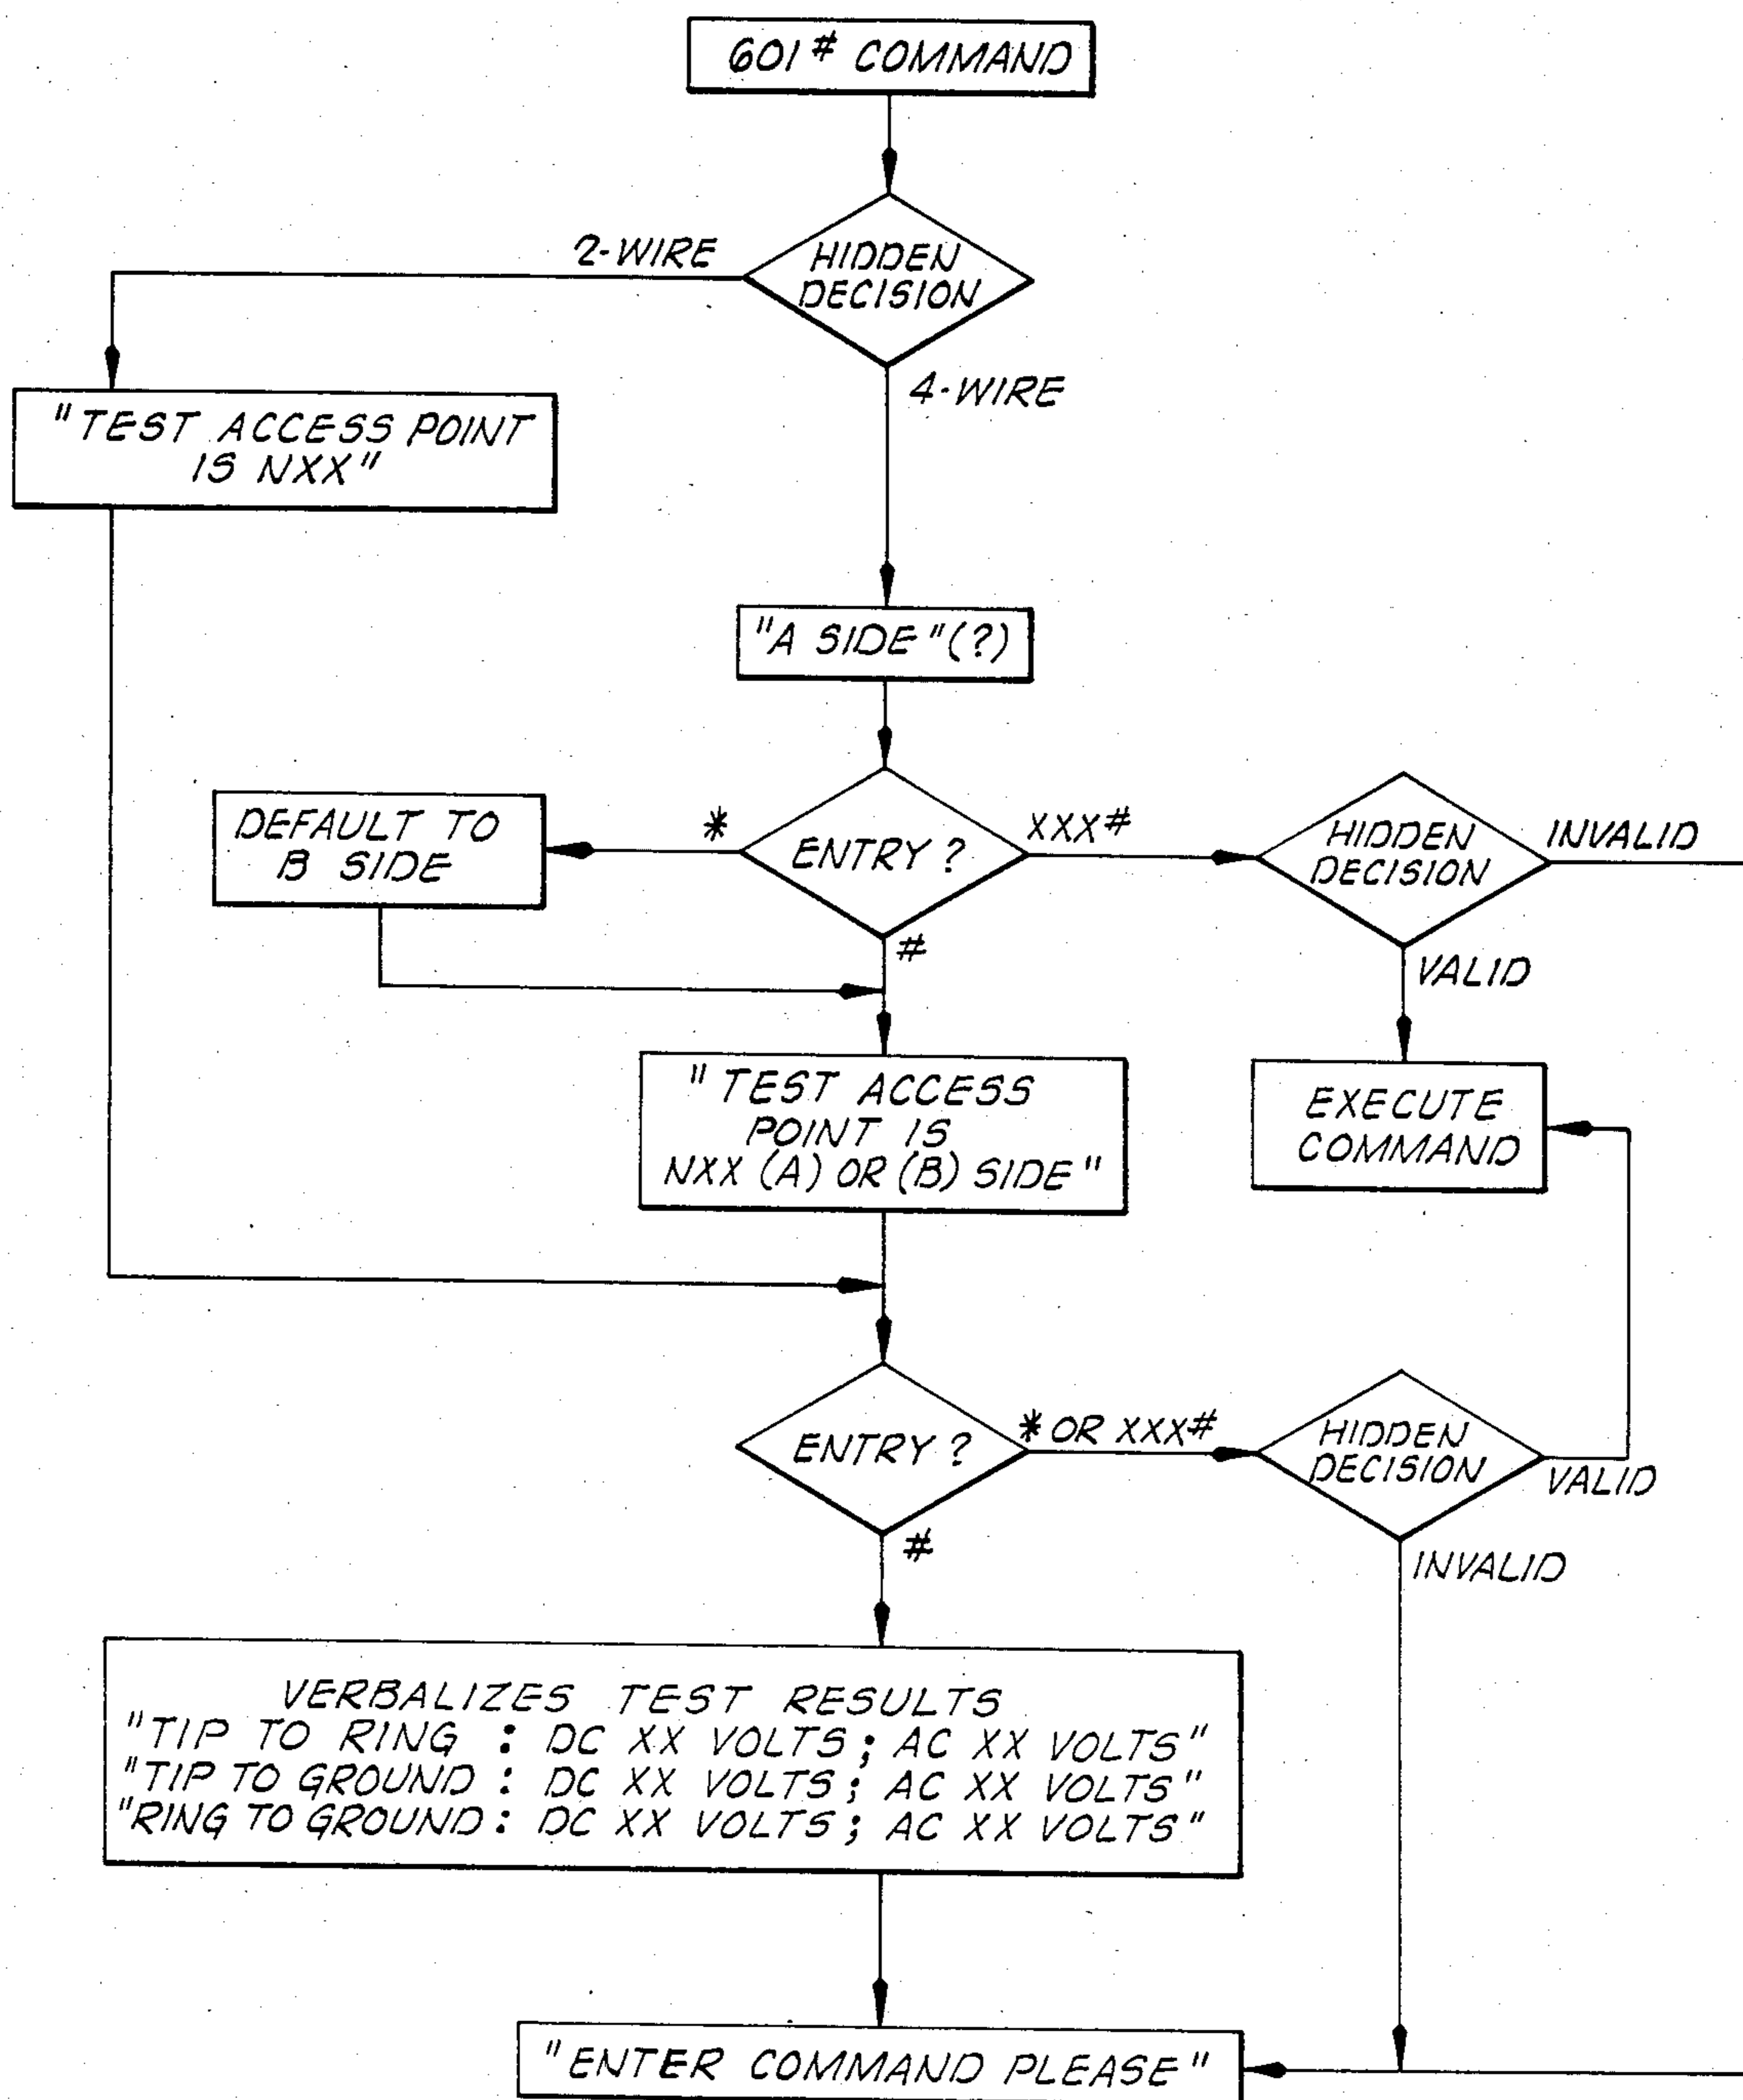 601# COMMAND
HIDDEN
DECISION
2-WIRE
4-WIRE
"TEST ACCESS POINT
IS NXX"
"A SIDE"(?)
DEFAULT TO
B SIDE
*
ENTRY?
XXX#
HIDDEN
DECISION
INVALID
#
VALID
"TEST ACCESS
POINT IS
NXX (A) OR (B) SIDE"
EXECUTE
COMMAND
ENTRY?
* OR XXX#
HIDDEN
DECISION
VALID
#
INVALID
VERBALIZES TEST RESULTS
"TIP TO RING : DC XX VOLTS; AC XX VOLTS"
"TIP TO GROUND : DC XX VOLTS; AC XX VOLTS"
"RING TO GROUND : DC XX VOLTS; AC XX VOLTS"
"ENTER COMMAND PLEASE"